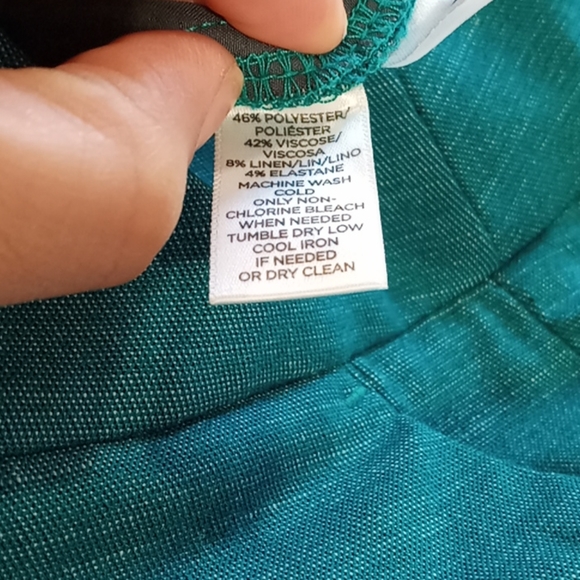 46% POLYESTER/
POLIÉSTER
42% VISCOSE/
VISCOSA
8% LINEN/LIN/LINO
4% ELASTANE
MACHINE WASH
COLD
ONLY NON-
CHLORINE BLEACH
WHEN NEEDED
TUMBLE DRY LOW
COOL IRON
IF NEEDED
OR DRY CLEAN